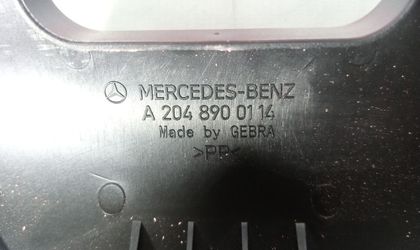 MERCEDES-BENZ
A 204 890 01 14
Made by GEBRA
>PP<